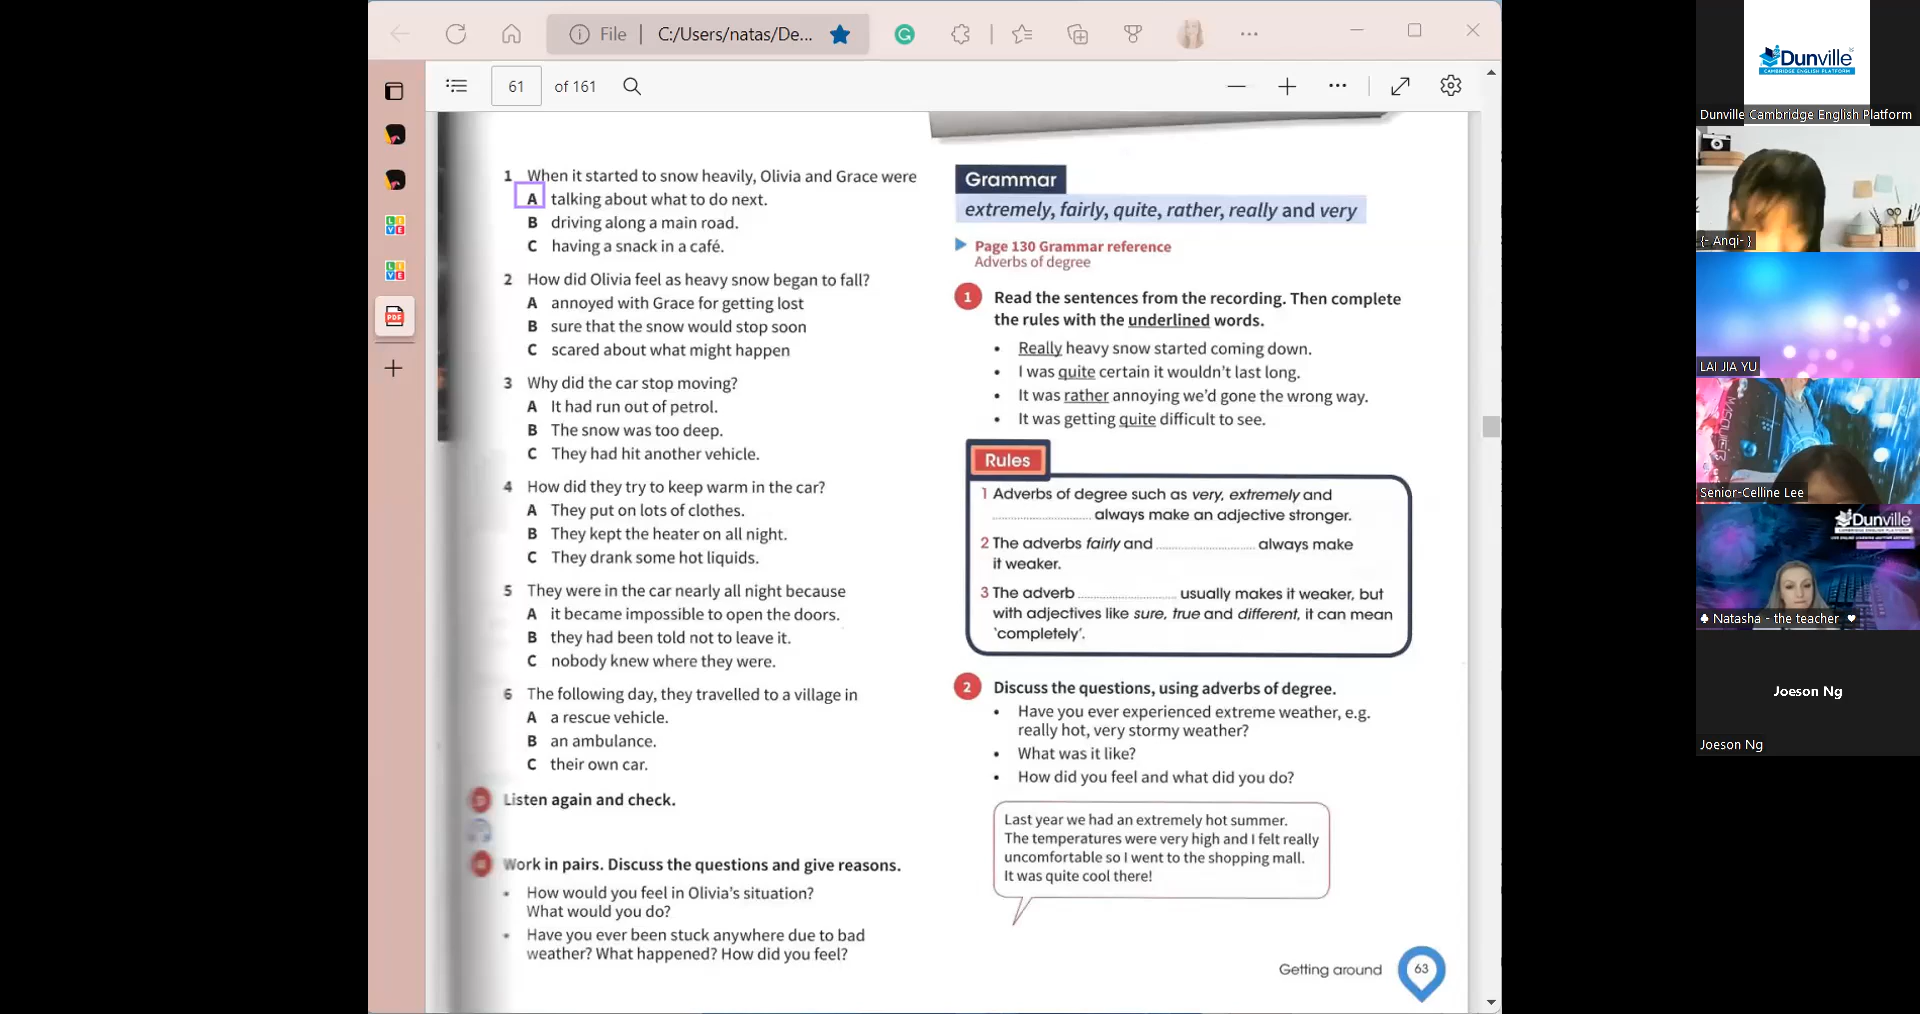 File
C:/Users/natas/De...
61
of 161
1 When it started to snow heavily, Olivia and Grace were
A talking about what to do next.
B driving along a main road.
C having a snack in a café.
2 How did Olivia feel as heavy snow began to fall?
A annoyed with Grace for getting lost
B sure that the snow would stop soon
C scared about what might happen
3 Why did the car stop moving?
A It had run out of petrol.
B The snow was too deep.
C They had hit another vehicle.
4 How did they try to keep warm in the car?
A They put on lots of clothes.
B They kept the heater on all night.
C They drank some hot liquids.
5 They were in the car nearly all night because
A it became impossible to open the doors.
B they had been told not to leave it.
C nobody knew where they were.
6 The following day, they travelled to a village in
A a rescue vehicle.
B an ambulance.
C their own car.
Listen again and check.
Work in pairs. Discuss the questions and give reasons.
• How would you feel in Olivia's situation?
What would you do?
• Have you ever been stuck anywhere due to bad
weather? What happened? How did you feel?
Grammar
extremely, fairly, quite, rather, really and very
Page 130 Grammar reference
Adverbs of degree
1 Read the sentences from the recording. Then complete
the rules with the underlined words.
• Really heavy snow started coming down.
• I was quite certain it wouldn't last long.
• It was rather annoying we'd gone the wrong way.
• It was getting quite difficult to see.
Rules
1 Adverbs of degree such as very, extremely and
.......................... always make an adjective stronger.
2 The adverbs fairly and .......................... always make
it weaker.
3 The adverb .......................... usually makes it weaker, but
with adjectives like sure, true and different, it can mean
'completely'.
2 Discuss the questions, using adverbs of degree.
• Have you ever experienced extreme weather, e.g.
really hot, very stormy weather?
• What was it like?
• How did you feel and what did you do?
Last year we had an extremely hot summer.
The temperatures were very high and I felt really
uncomfortable so I went to the shopping mall.
It was quite cool there!
Getting around 63
Dunville
CAMBRIDGE ENGLISH PLATFORM
Dunville Cambridge English Platform
{- Anqi- }
LAI JIA YU
Senior-Celline Lee
Dunville
Natasha - the teacher
Joeson Ng
Joeson Ng